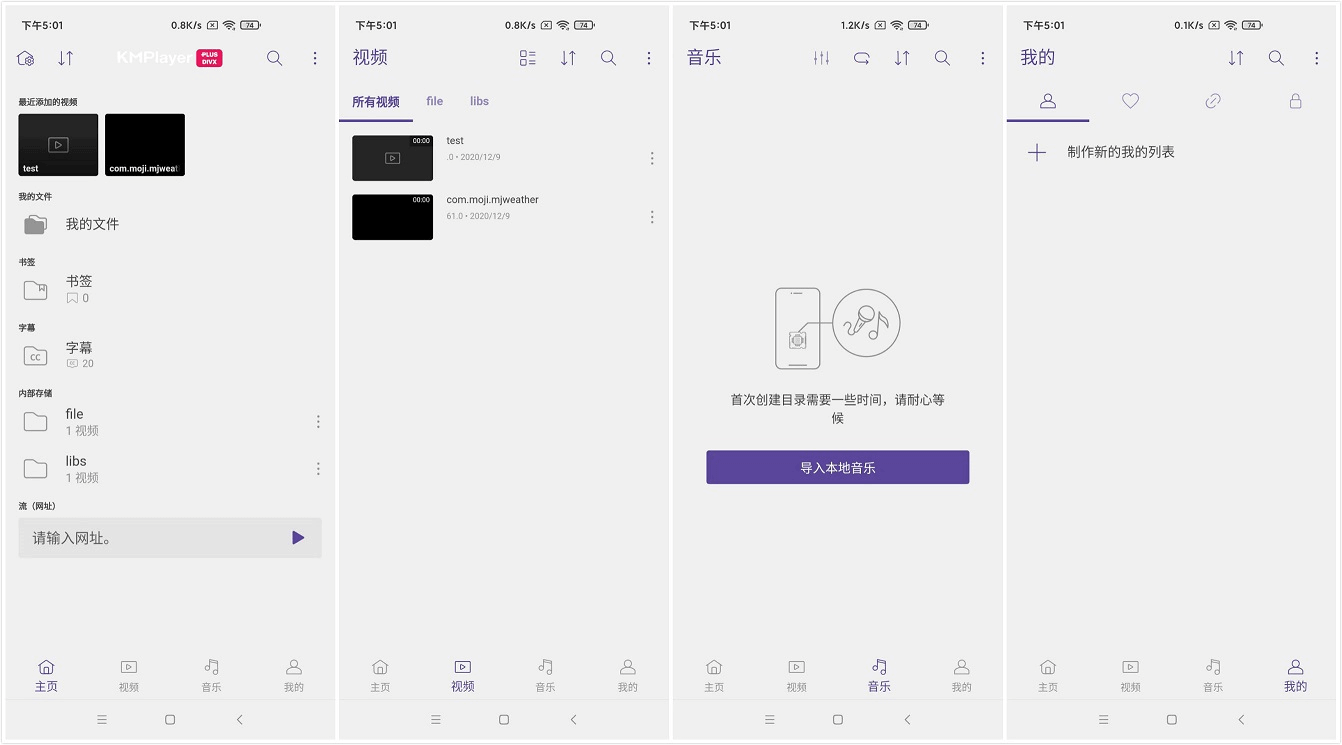 下午5:01
0.8K/s
74
KMPlayer
PLUS
DIVX
最近添加的视频
test
com.moji.mjweat
我的文件
我的文件
书签
书签
0
字幕
字幕
CC
CC 20
内部存储
file
1 视频
libs
1 视频
流（网址）
请输入网址。
主页
视频
音乐
我的
下午5:01
0.8K/s
74
视频
所有视频
file
libs
00:00
test
.0 • 2020/12/9
00:00
com.moji.mjweather
61.0 • 2020/12/9
主页
视频
音乐
我的
下午5:01
1.2K/s
74
音乐
首次创建目录需要一些时间，请耐心等
候
导入本地音乐
主页
视频
音乐
我的
下午5:01
0.1K/s
74
我的
制作新的我的列表
主页
视频
音乐
我的